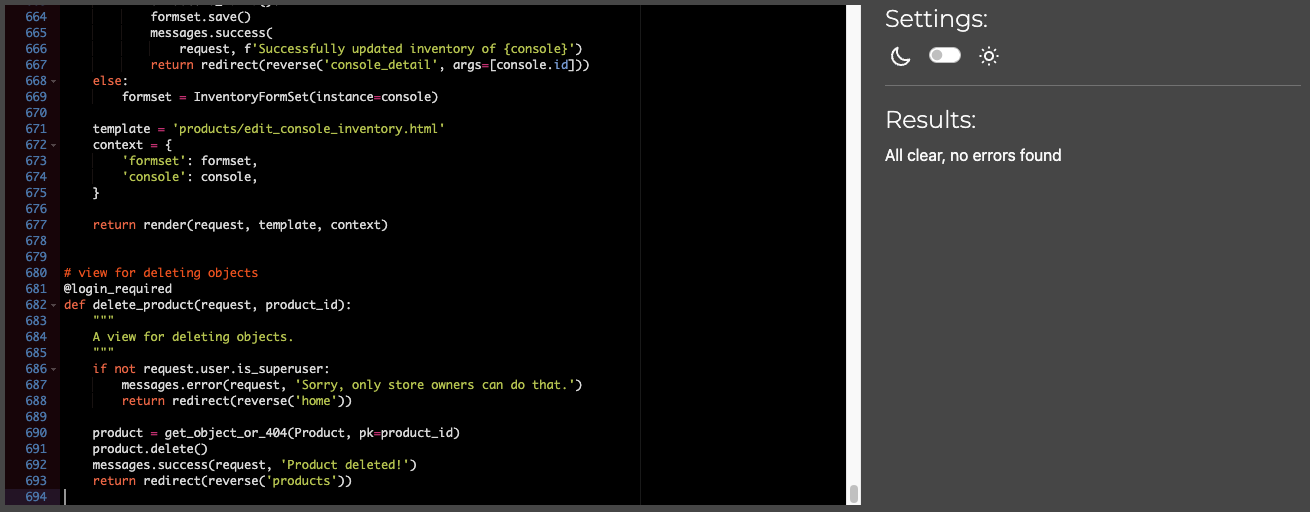 664 formset.save()
665 messages.success(
666 request, f'Successfully updated inventory of {console}')
667 return redirect(reverse('console_detail', args=[console.id]))
668 else:
669 formset = InventoryFormSet(instance=console)
670
671 template = 'products/edit_console_inventory.html'
672 context = {
673 'formset': formset,
674 'console': console,
675 }
676
677 return render(request, template, context)
678
679
680 # view for deleting objects
681 @login_required
682 def delete_product(request, product_id):
683 """
684 A view for deleting objects.
685 """
686 if not request.user.is_superuser:
687 messages.error(request, 'Sorry, only store owners can do that.')
688 return redirect(reverse('home'))
689
690 product = get_object_or_404(Product, pk=product_id)
691 product.delete()
692 messages.success(request, 'Product deleted!')
693 return redirect(reverse('products'))
694
Settings:
Results:
All clear, no errors found